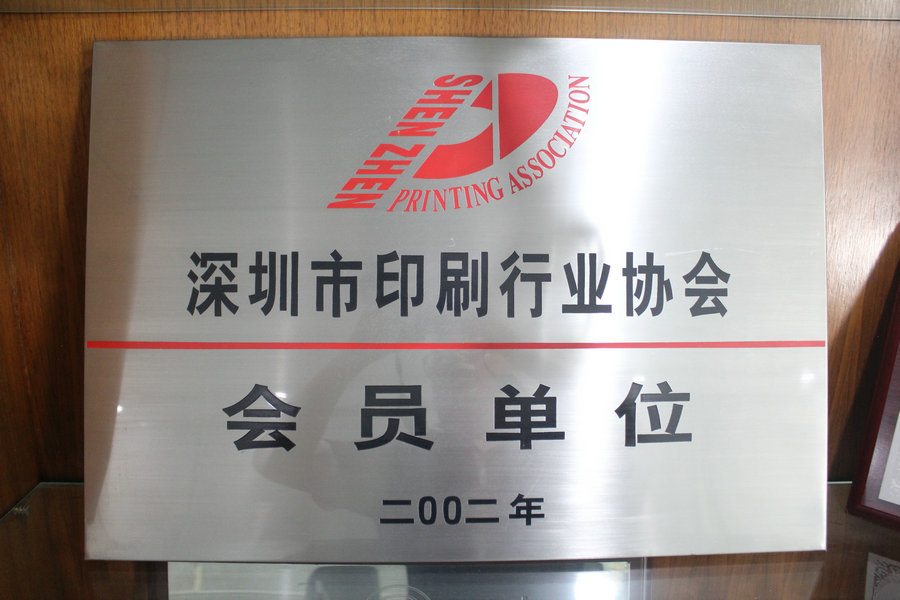 SHEN ZHEN
PRINTING ASSOCIATION
深圳市印刷行业协会
会员单位
二00二年